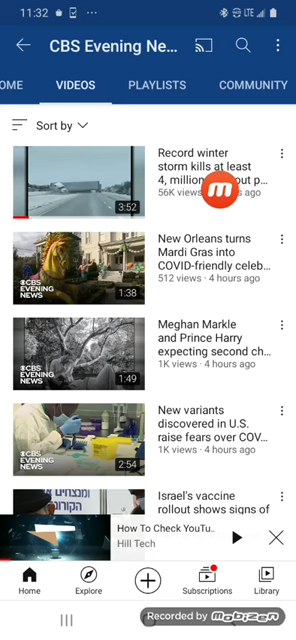 11:32
LTE
CBS Evening Ne...
OME VIDEOS PLAYLISTS COMMUNITY
Sort by
Record winter
storm kills at least
4, million
out p...
56K views
ago
3:52
New Orleans turns
Mardi Gras into
COVID-friendly celeb...
512 views · 4 hours ago
CBS
EVENING
NEWS
1:38
Meghan Markle
and Prince Harry
expecting second ch...
1K views · 4 hours ago
CBS
EVENING
NEWS
1:49
New variants
discovered in U.S.
raise fears over COV...
1K views · 4 hours ago
CBS
EVENING
NEWS
2:54
Israel's vaccine
rollout shows signs of
How To Check YouTu..
Hill Tech
Home Explore Subscriptions Library
Recorded by MOBIZEN